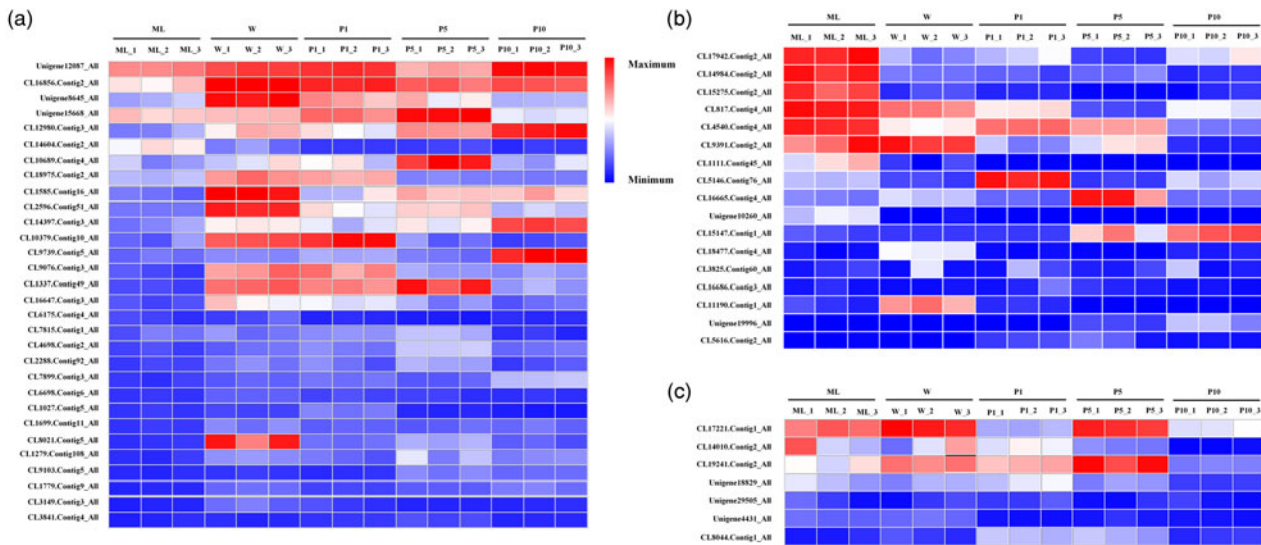 (a)
ML W P1 P5 P10
ML_1 ML_2 ML_3 W_1 W_2 W_3 P1_1 P1_2 P1_3 P5_1 P5_2 P5_3 P10_1 P10_2 P10_3
Unigene12087_All
CL16856.Contig2_All
Unigene8645_All
Unigene15668_All
CL12980.Contig3_All
CL14604.Contig2_All
CL10689.Contig4_All
CL18975.Contig2_All
CL1585.Contig16_All
CL2596.Contig51_All
CL14397.Contig3_All
CL10379.Contig10_All
CL9739.Contig5_All
CL9076.Contig3_All
CL1337.Contig49_All
CL16647.Contig3_All
CL6175.Contig4_All
CL7815.Contig1_All
CL4698.Contig2_All
CL2288.Contig92_All
CL7899.Contig3_All
CL6698.Contig6_All
CL1027.Contig5_All
CL1699.Contig11_All
CL8021.Contig5_All
CL1279.Contig108_All
CL9103.Contig5_All
CL1779.Contig9_All
CL3149.Contig3_All
CL3841.Contig4_All
Maximum
Minimum
(b)
ML W P1 P5 P10
ML_1 ML_2 ML_3 W_1 W_2 W_3 P1_1 P1_2 P1_3 P5_1 P5_2 P5_3 P10_1 P10_2 P10_3
CL17942.Contig2_All
CL14984.Contig2_All
CL15275.Contig2_All
CL817.Contig4_All
CL4540.Contig4_All
CL9391.Contig2_All
CL1111.Contig45_All
CL5146.Contig76_All
CL16665.Contig4_All
Unigene10260_All
CL15147.Contig1_All
CL18477.Contig4_All
CL3825.Contig60_All
CL16686.Contig3_All
CL11190.Contig1_All
Unigene19996_All
CL5616.Contig2_All
(c)
ML W P1 P5 P10
ML_1 ML_2 ML_3 W_1 W_2 W_3 P1_1 P1_2 P1_3 P5_1 P5_2 P5_3 P10_1 P10_2 P10_3
CL17221.Contig1_All
CL14010.Contig2_All
CL19241.Contig2_All
Unigene18829_All
Unigene29505_All
Unigene4431_All
CL8044.Contig1_All